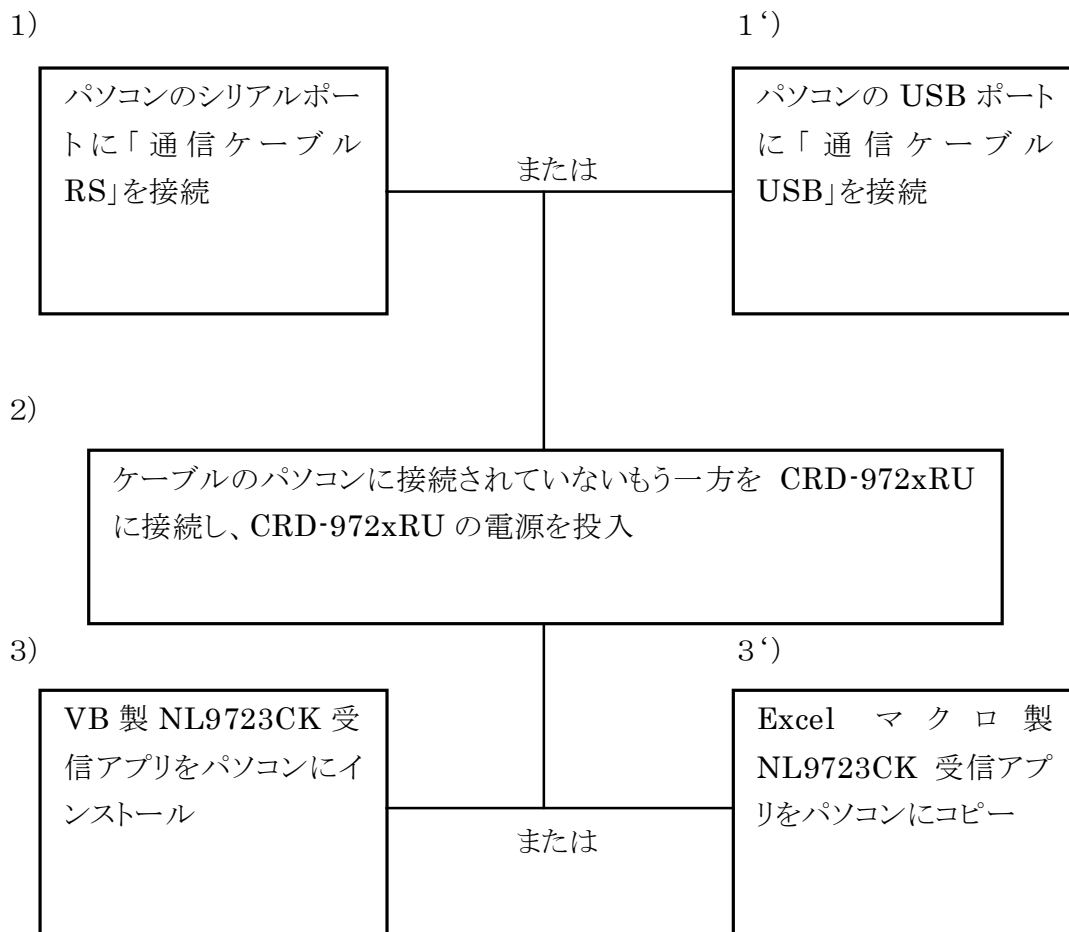 1)
1‘)
パソコンのシリアルポー
トに「通信ケーブル
RS」を接続
または
パソコンの USB ポート
に「通信ケーブル
USB」を接続
2)
ケーブルのパソコンに接続されていないもう一方を CRD-972xRU
に接続し、CRD-972xRU の電源を投入
3)
3‘)
VB 製 NL9723CK 受
信アプリをパソコンにイ
ンストール
または
Excel マクロ製
NL9723CK 受信アプ
リをパソコンにコピー